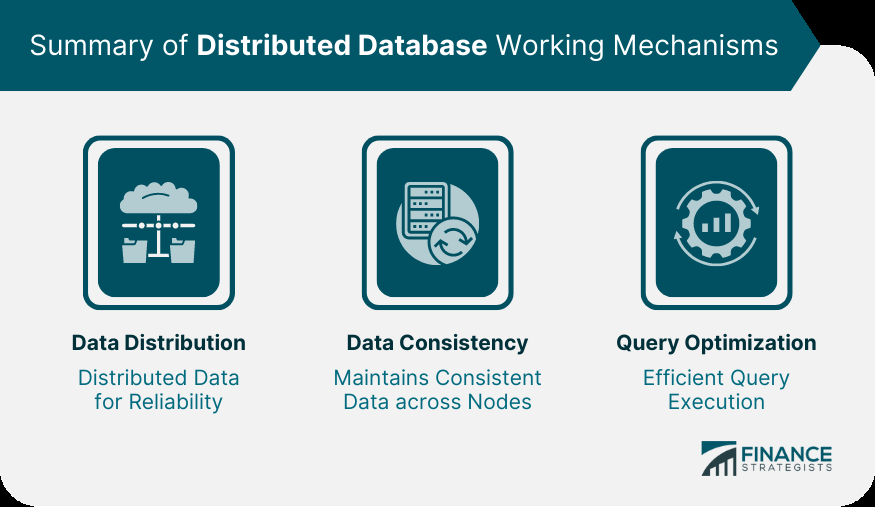 Summary of Distributed Database Working Mechanisms
Data Distribution
Distributed Data
for Reliability
Data Consistency
Maintains Consistent
Data across Nodes
Query Optimization
Efficient Query
Execution
FINANCE
STRATEGISTS